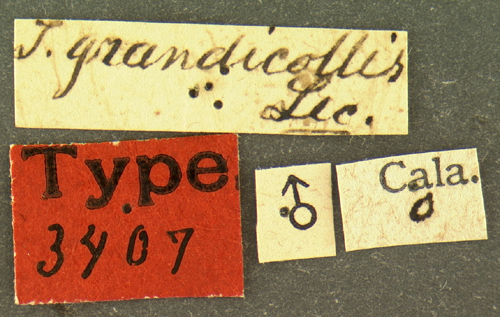 T. grandicollis
Lec.
Type
3407
♂
Cala.